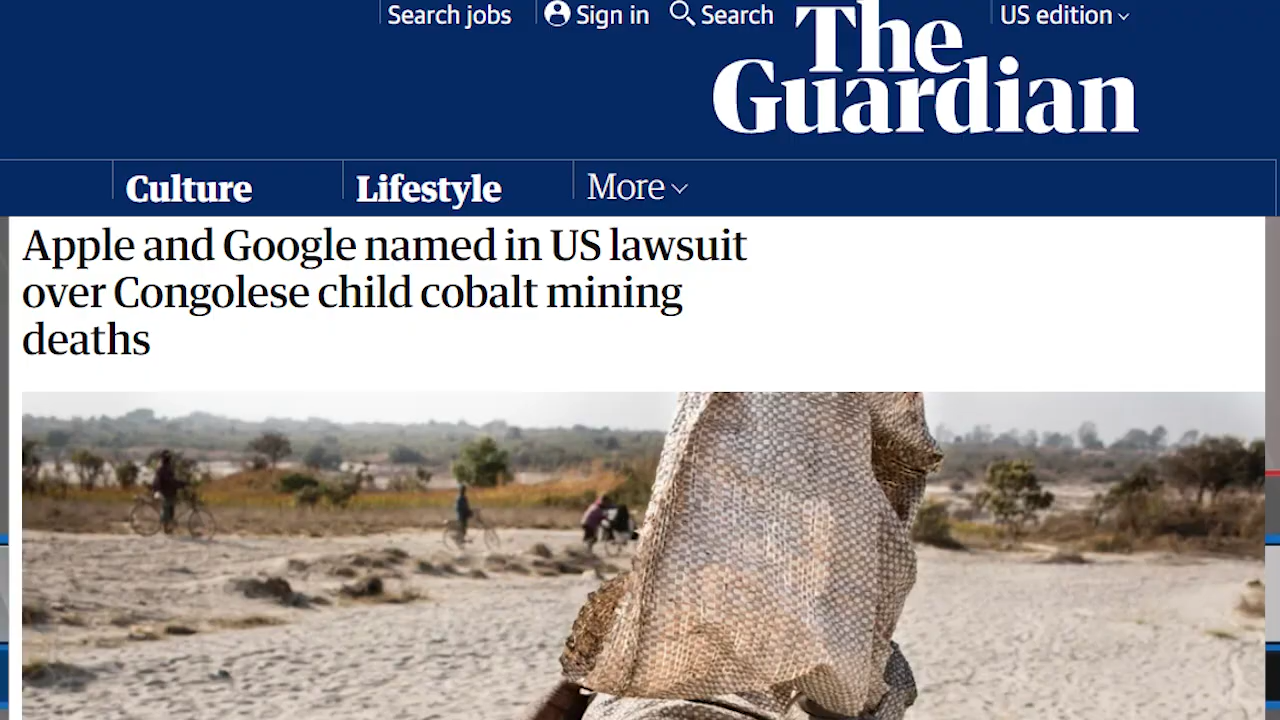 Search jobs
Sign in
Search
US edition
The
Guardian
Culture
Lifestyle
More
Apple and Google named in US lawsuit
over Congolese child cobalt mining
deaths